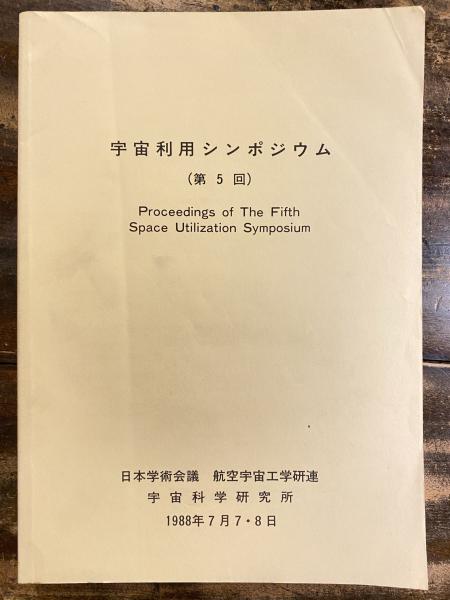 宇宙利用シンポジウム
(第 5 回)
Proceedings of The Fifth
Space Utilization Symposium
日本学術会議 航空宇宙工学研連
宇宙科学研究所
1988年7月7・8日